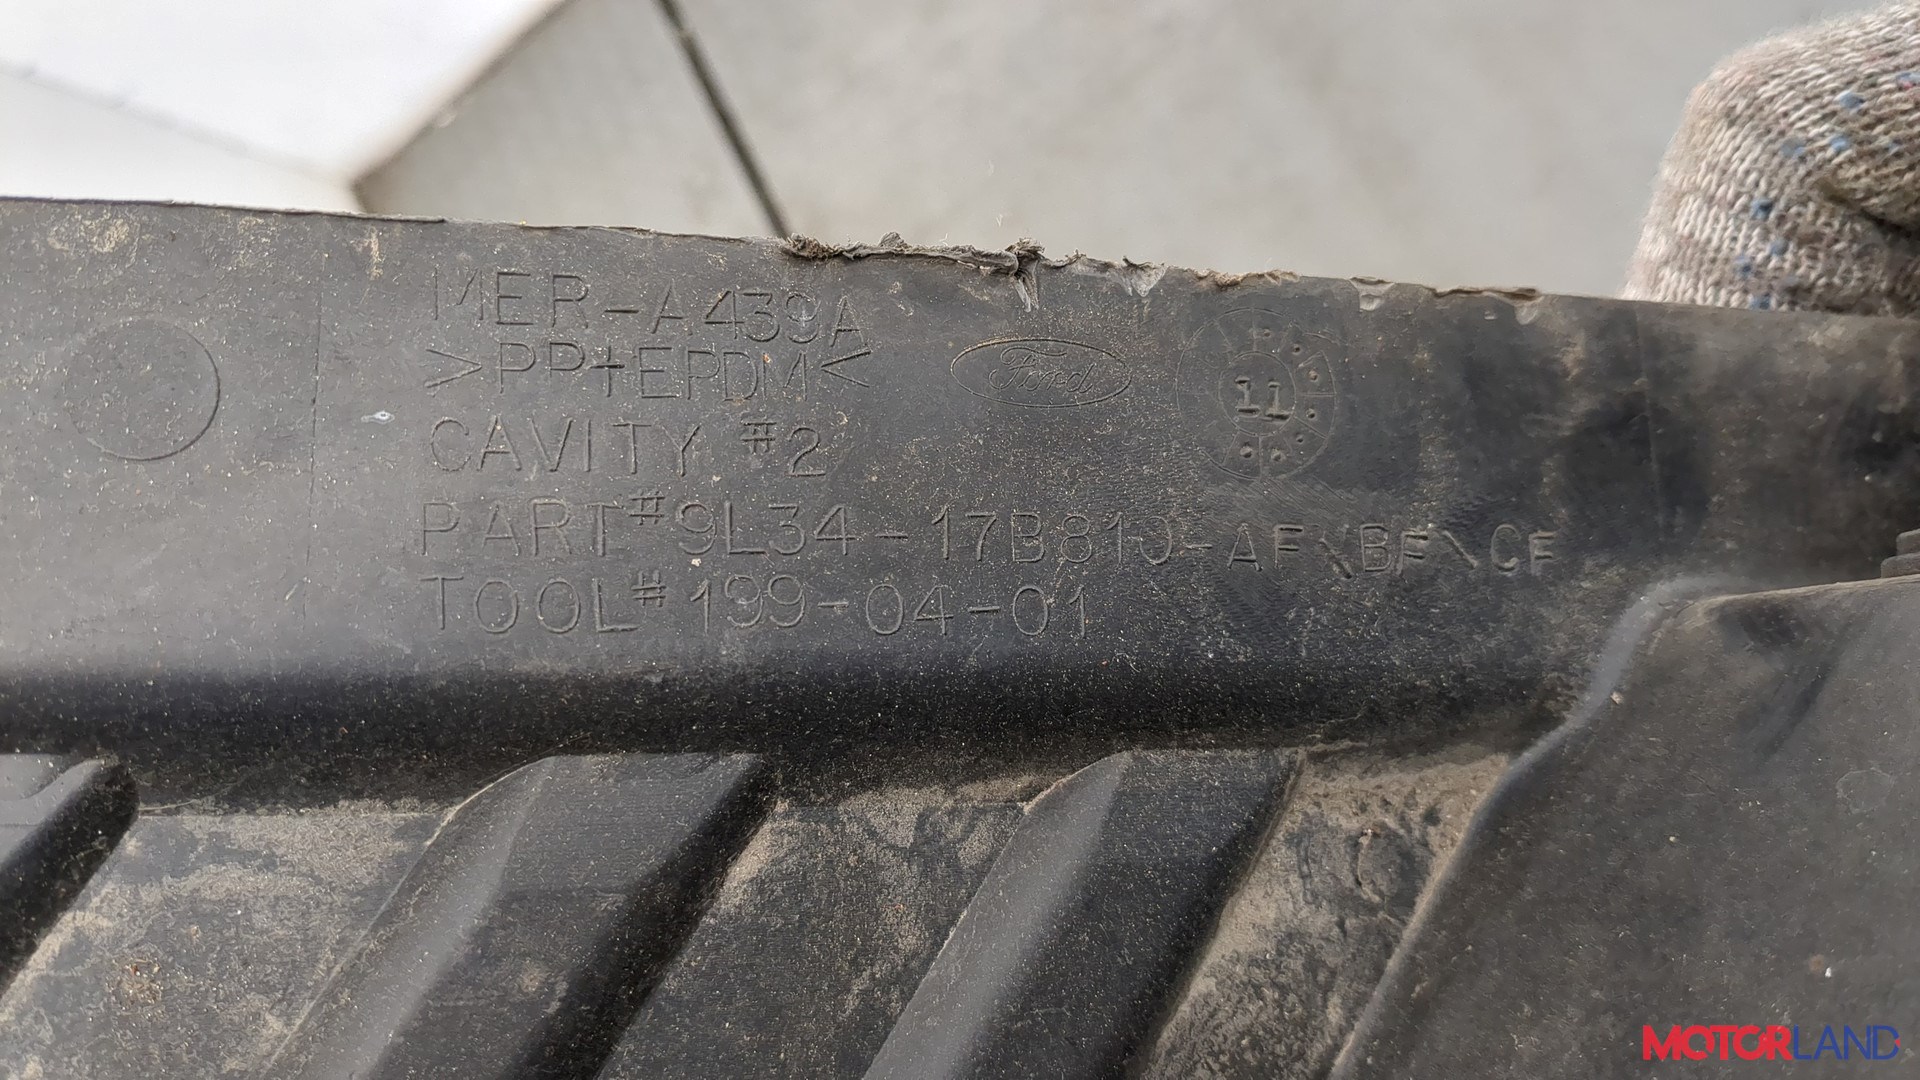 MER-A439A
>PP+EPDM<
Ford
11
CAVITY #2
PART#9L34-17B810-AF\BF\CF
TOOL#199-04-01
MOTORLAND